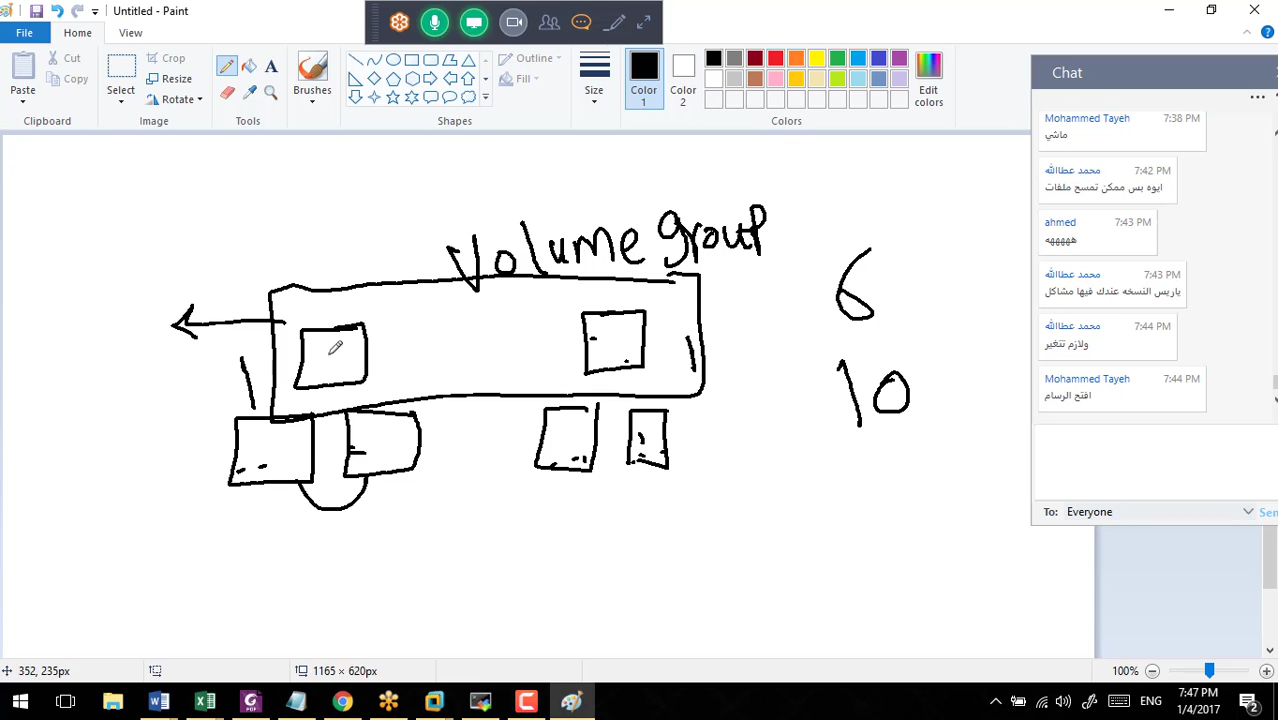 Untitled - Paint
File
Home
View
Paste
Cut
Copy
Clipboard
Select
Crop
Resize
Rotate
Image
Tools
Brushes
Shapes
Outline
Fill
Size
Color 1
Color 2
Edit colors
Colors
Volume group
6
10
Chat
Mohammed Tayeh 7:38 PM
ماشي
محمد عطاالله 7:42 PM
ايوه بس ممكن تمسح ملفات
ahmed 7:43 PM
هههههه
محمد عطاالله 7:43 PM
ياريس النسخه عندك فيها مشاكل
محمد عطاالله 7:44 PM
ولازم تتغير
Mohammed Tayeh 7:44 PM
افتح الرسام
To: Everyone
Sen
352, 235px
1165 × 620px
100%
ENG
7:47 PM
1/4/2017
2